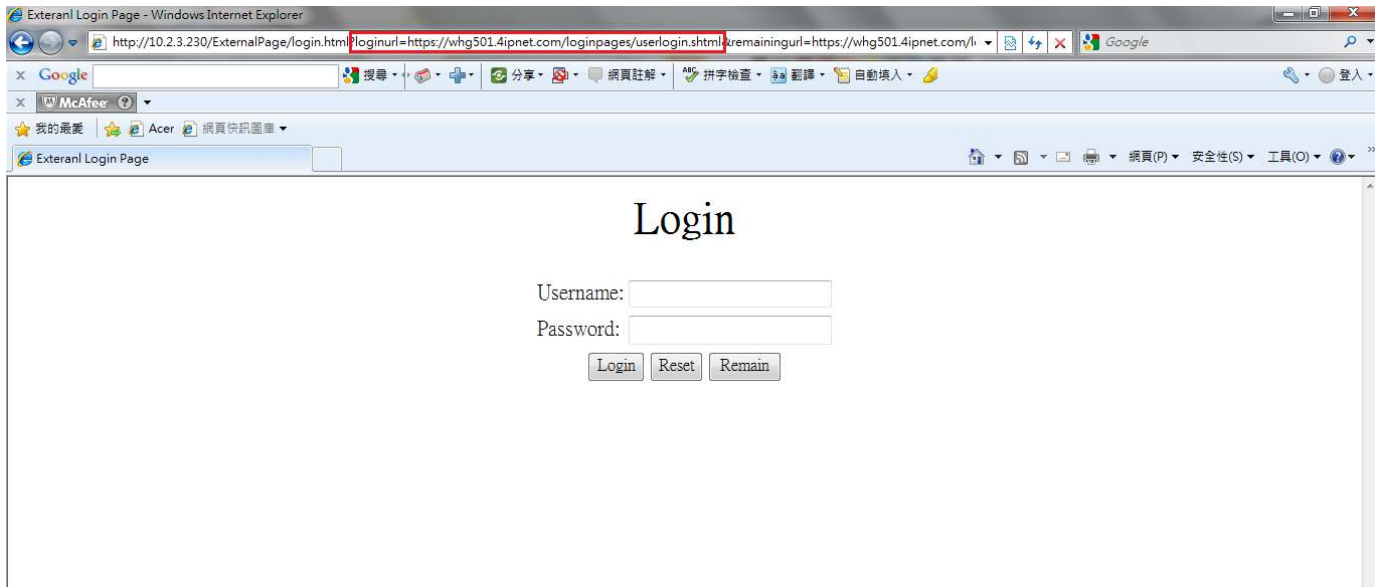 Exteranl Login Page - Windows Internet Explorer
http://10.2.3.230/ExternalPage/login.html?loginurl=https://whg501.4ipnet.com/loginpages/userlogin.shtml&remainingurl=https://whg501.4ipnet.com/l Google
x Google 搜尋 分享 網頁註解 ABC 拼字檢查 翻譯 自動填入 登入
x McAfee
我的最愛 Acer 網頁快訊圖庫
Exteranl Login Page 網頁(P) 安全性(S) 工具(O) »
Login
Username:
Password:
Login Reset Remain